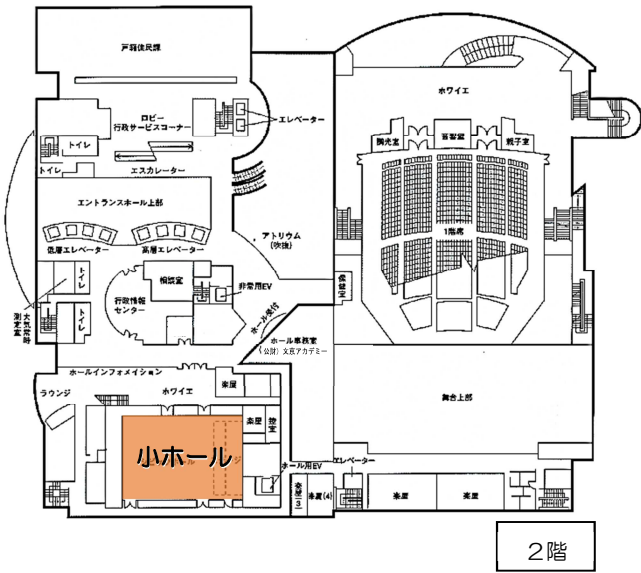 戸籍住民課
ロビー
行政サービスコーナー
エレベーター
トイレ
トイレ
エスカレーター
エントランスホール上部
アトリウム
(吹抜)
低層エレベーター
高層エレベーター
ホワイエ
調光室
音響室
親子室
1階席
大気常時
測定室
トイレ
トイレ
相談室
非常用EV
行政情報
センター
ホール受付
保健室
ホール事務室
(公財)文京アカデミー
ホールインフォメイション
ラウンジ
ホワイエ
楽屋
楽屋
控室
舞台上部
小ホール
ホール用EV
エレベーター
楽屋(3)
楽屋(4)
楽屋
楽屋
2階